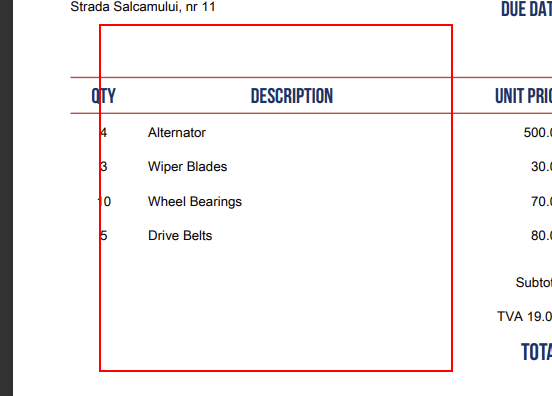 Strada Salcamului, nr 11
DUE DAT
QTY DESCRIPTION UNIT PRIC
4 Alternator 500.0
3 Wiper Blades 30.0
10 Wheel Bearings 70.0
5 Drive Belts 80.0
Subtot
TVA 19.0
TOTA